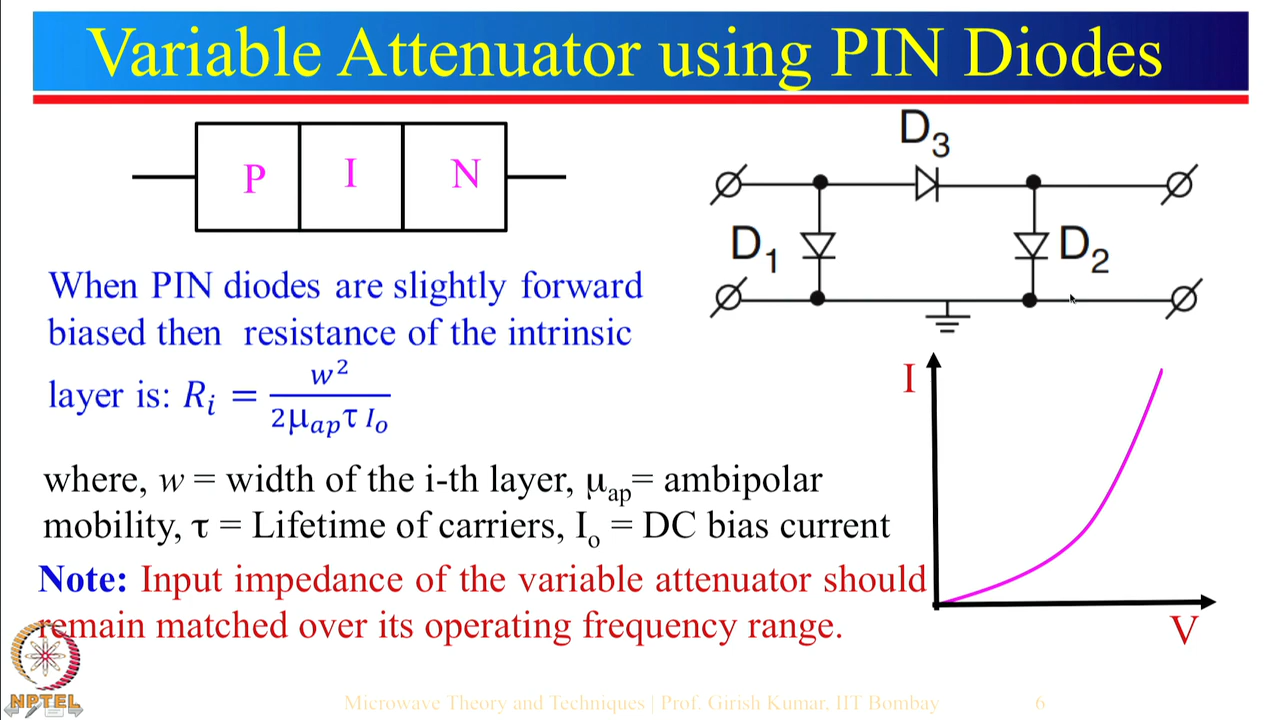 Variable Attenuator using PIN Diodes
P I N
D₃
D₁
D₂
When PIN diodes are slightly forward
biased then resistance of the intrinsic
layer is: Rᵢ = w² / 2μₐₚτ Iₒ
I
where, w = width of the i-th layer, μₐₚ= ambipolar
mobility, τ = Lifetime of carriers, Iₒ = DC bias current
Note: Input impedance of the variable attenuator should
remain matched over its operating frequency range.
V
NPTEL
Microwave Theory and Techniques | Prof. Girish Kumar, IIT Bombay
6